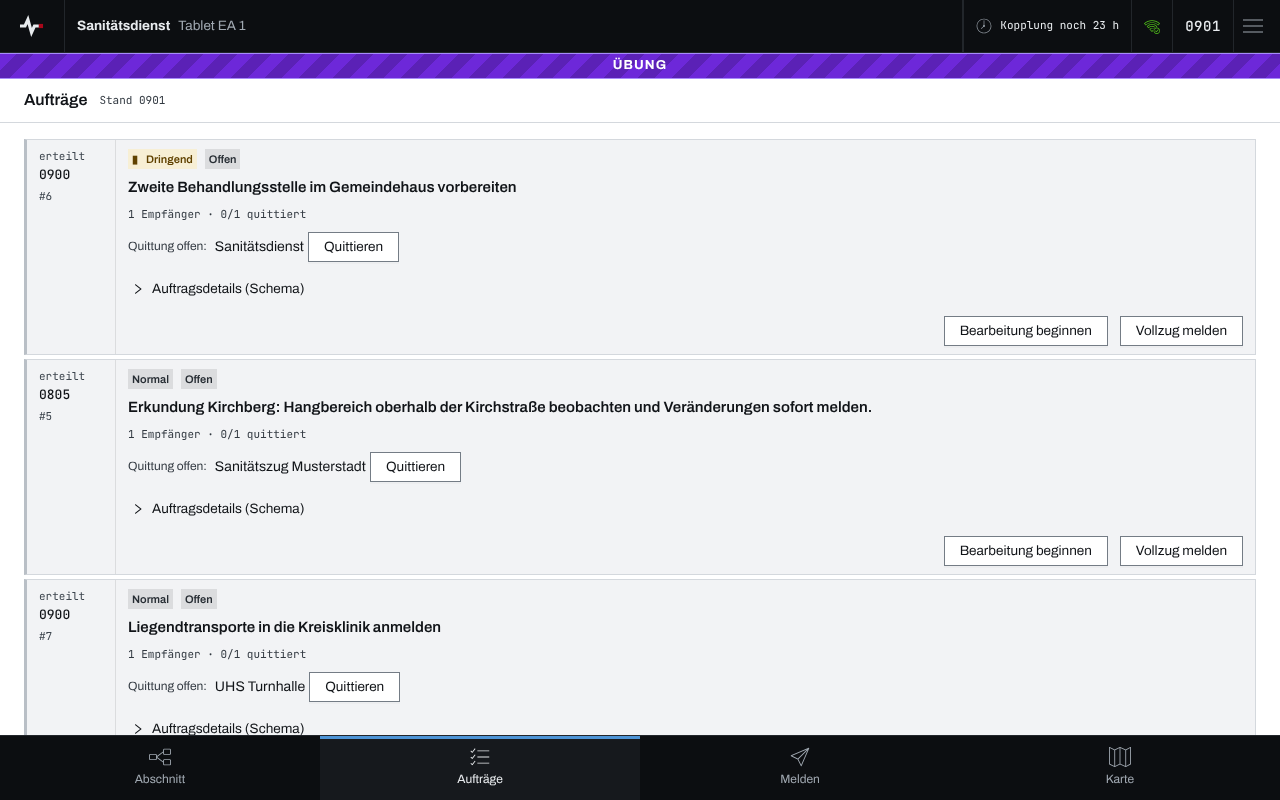 Sanitätsdienst Tablet EA 1
Kopplung noch 23 h
0901
ÜBUNG
Aufträge Stand 0901
erteilt
0900
#6
Dringend Offen
Zweite Behandlungsstelle im Gemeindehaus vorbereiten
1 Empfänger · 0/1 quittiert
Quittung offen: Sanitätsdienst Quittieren
Auftragsdetails (Schema)
Bearbeitung beginnen Vollzug melden
erteilt
0805
#5
Normal Offen
Erkundung Kirchberg: Hangbereich oberhalb der Kirchstraße beobachten und Veränderungen sofort melden.
1 Empfänger · 0/1 quittiert
Quittung offen: Sanitätszug Musterstadt Quittieren
Auftragsdetails (Schema)
Bearbeitung beginnen Vollzug melden
erteilt
0900
#7
Normal Offen
Liegendtransporte in die Kreisklinik anmelden
1 Empfänger · 0/1 quittiert
Quittung offen: UHS Turnhalle Quittieren
Auftragsdetails (Schema)
Abschnitt Aufträge Melden Karte